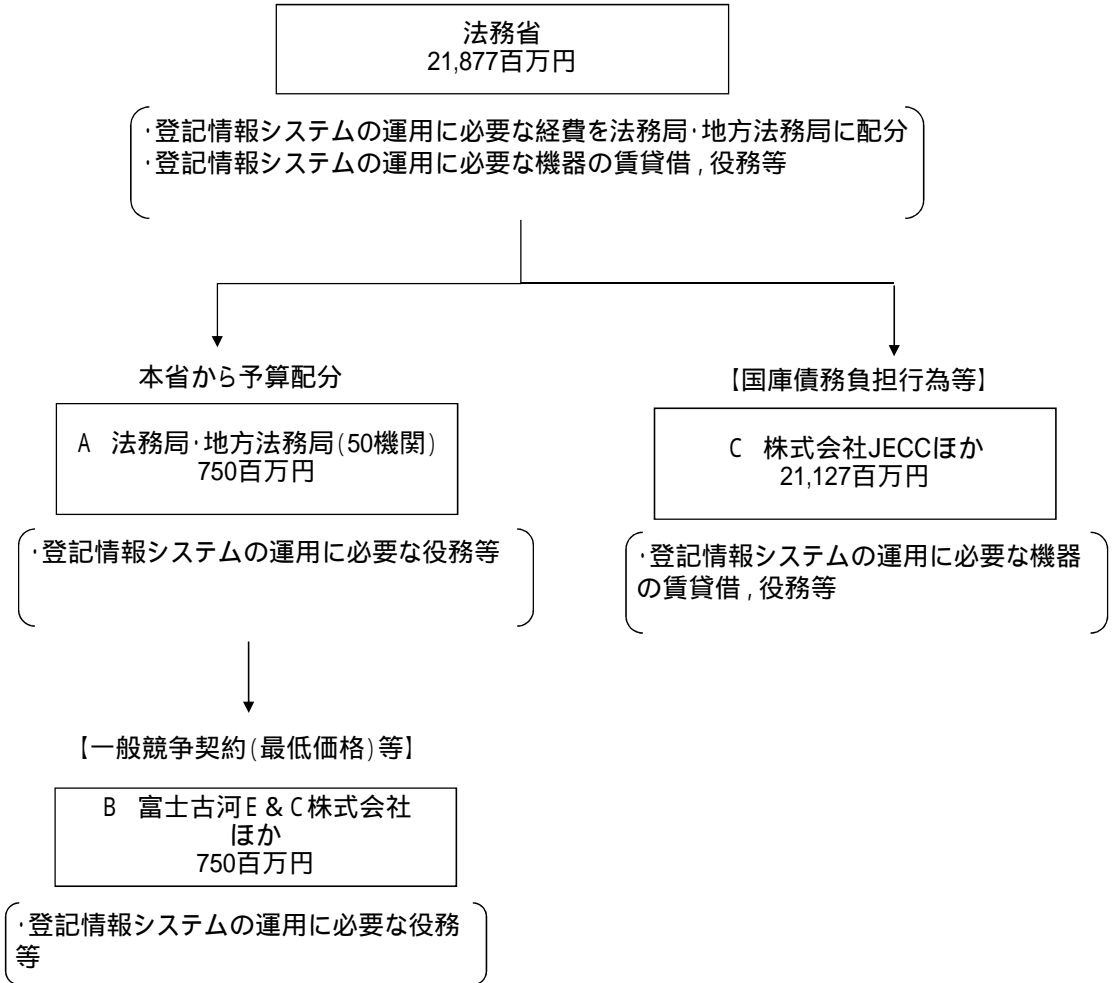 法務省
21,877百万円
･登記情報システムの運用に必要な経費を法務局･地方法務局に配分
･登記情報システムの運用に必要な機器の賃貸借，役務等
本省から予算配分
A　法務局･地方法務局(50機関)
750百万円
･登記情報システムの運用に必要な役務等
【国庫債務負担行為等】
C　株式会社JECCほか
21,127百万円
･登記情報システムの運用に必要な機器
の賃貸借，役務等
【一般競争契約(最低価格)等】
B　富士古河E＆C株式会社
ほか
750百万円
･登記情報システムの運用に必要な役務
等